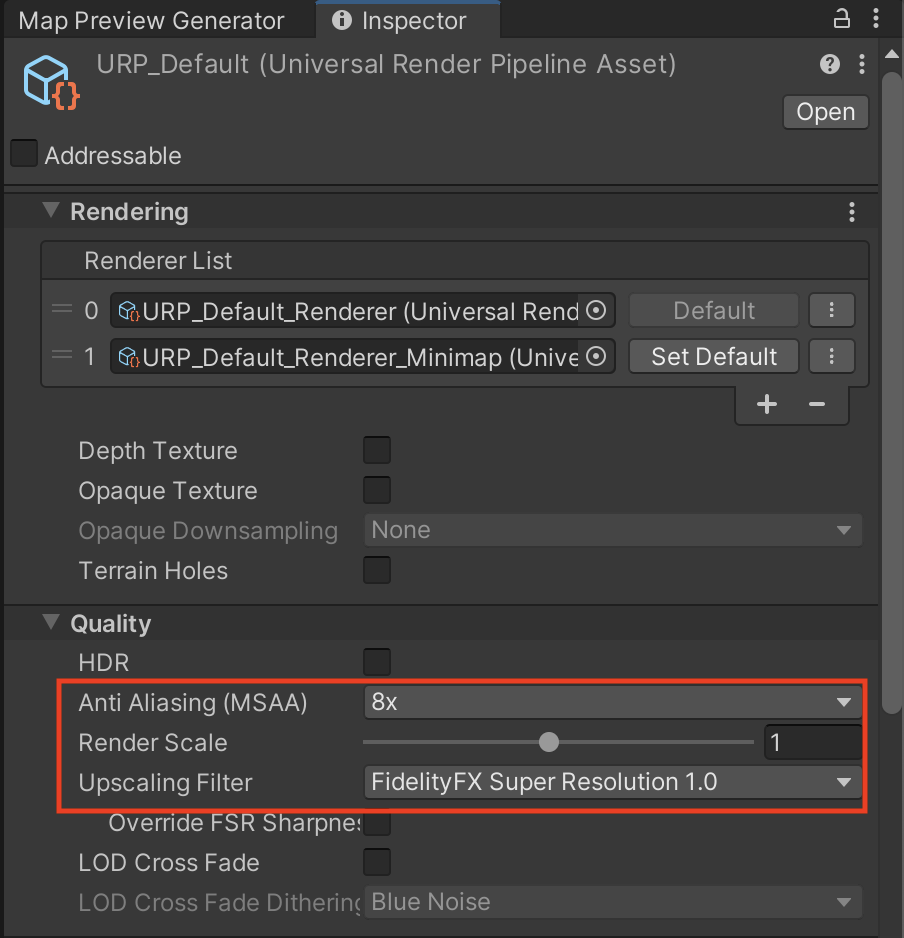 Map Preview Generator Inspector
URP_Default (Universal Render Pipeline Asset)
Open
Addressable
Rendering
Renderer List
0 URP_Default_Renderer (Universal Rend Default
1 URP_Default_Renderer_Minimap (Unive Set Default
Depth Texture
Opaque Texture
Opaque Downsampling None
Terrain Holes
Quality
HDR
Anti Aliasing (MSAA) 8x
Render Scale 1
Upscaling Filter FidelityFX Super Resolution 1.0
Override FSR Sharpnes
LOD Cross Fade
LOD Cross Fade Dithering Blue Noise